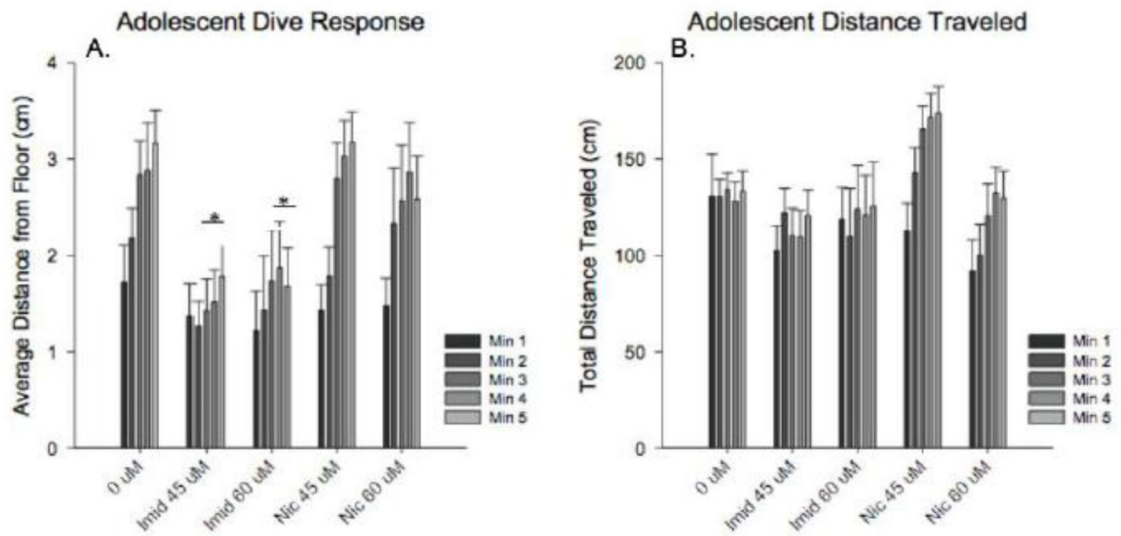 Adolescent Dive Response
A.
Average Distance from Floor (cm)
4
3
2
1
0
*
*
0 uM
Imid 45 uM
Imid 60 uM
Nic 45 uM
Nic 60 uM
Min 1
Min 2
Min 3
Min 4
Min 5
Adolescent Distance Traveled
B.
Total Distance Traveled (cm)
200
150
100
50
0
0 uM
Imid 45 uM
Imid 60 uM
Nic 45 uM
Nic 60 uM
Min 1
Min 2
Min 3
Min 4
Min 5